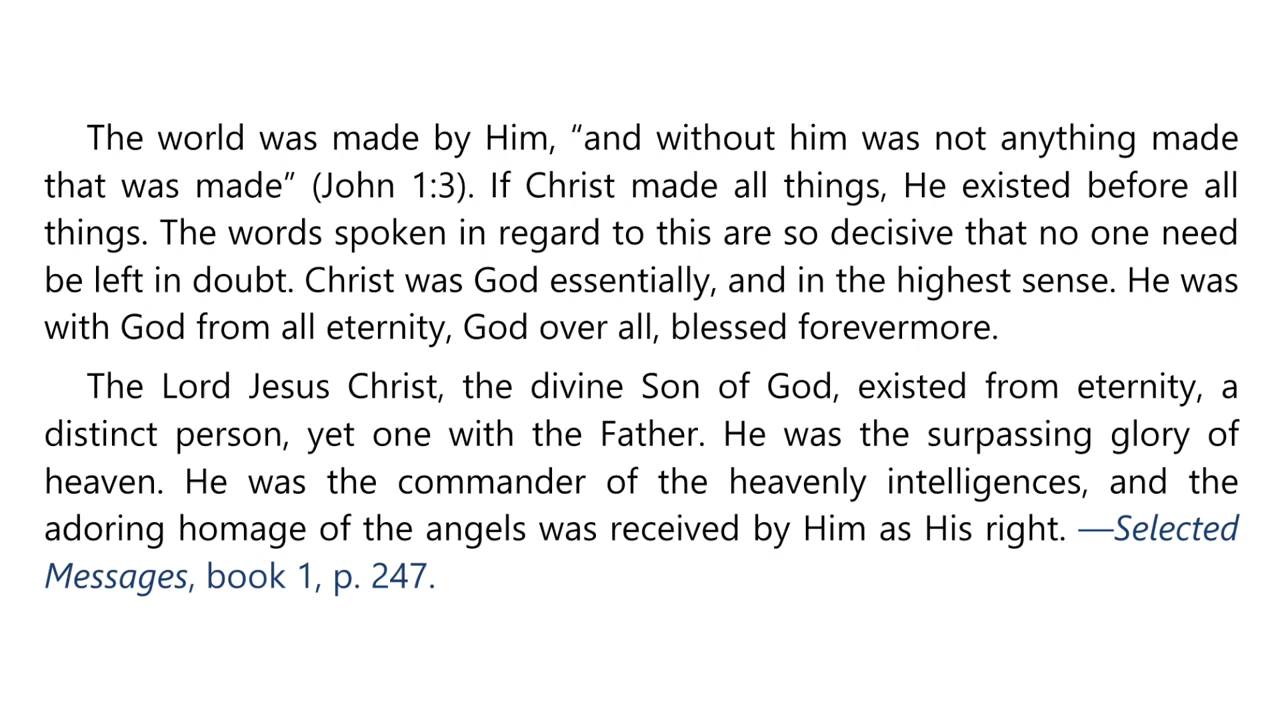 The world was made by Him, “and without him was not anything made
that was made” (John 1:3). If Christ made all things, He existed before all
things. The words spoken in regard to this are so decisive that no one need
be left in doubt. Christ was God essentially, and in the highest sense. He was
with God from all eternity, God over all, blessed forevermore.
The Lord Jesus Christ, the divine Son of God, existed from eternity, a
distinct person, yet one with the Father. He was the surpassing glory of
heaven. He was the commander of the heavenly intelligences, and the
adoring homage of the angels was received by Him as His right. —Selected
Messages, book 1, p. 247.